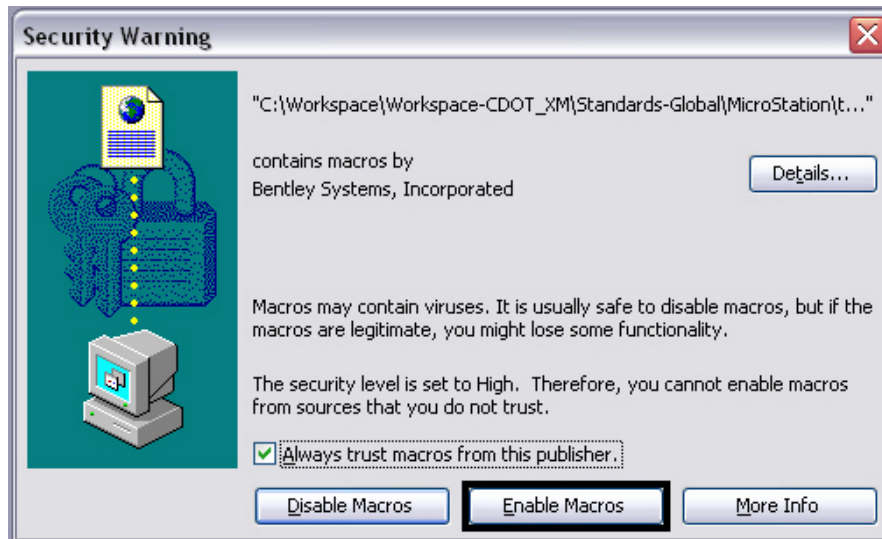 Security Warning
"C:\Workspace\Workspace-CDOT_XM\Standards-Global\MicroStation\t..."
contains macros by
Bentley Systems, Incorporated
Details...
Macros may contain viruses. It is usually safe to disable macros, but if the
macros are legitimate, you might lose some functionality.
The security level is set to High.  Therefore, you cannot enable macros
from sources that you do not trust.
Always trust macros from this publisher.
Disable Macros
Enable Macros
More Info